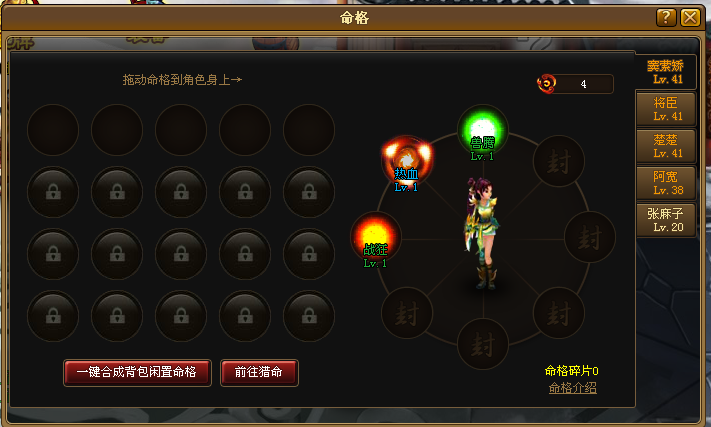 命格
拖动命格到角色身上→
4
兽腾
Lv.1
热血
Lv.1
战狂
Lv.1
封
封
封
封
封
窦萦娇
Lv.41
将臣
Lv.41
楚楚
Lv.41
阿宽
Lv.38
张麻子
Lv.20
一键合成背包闲置命格
前往猎命
命格碎片0
命格介绍